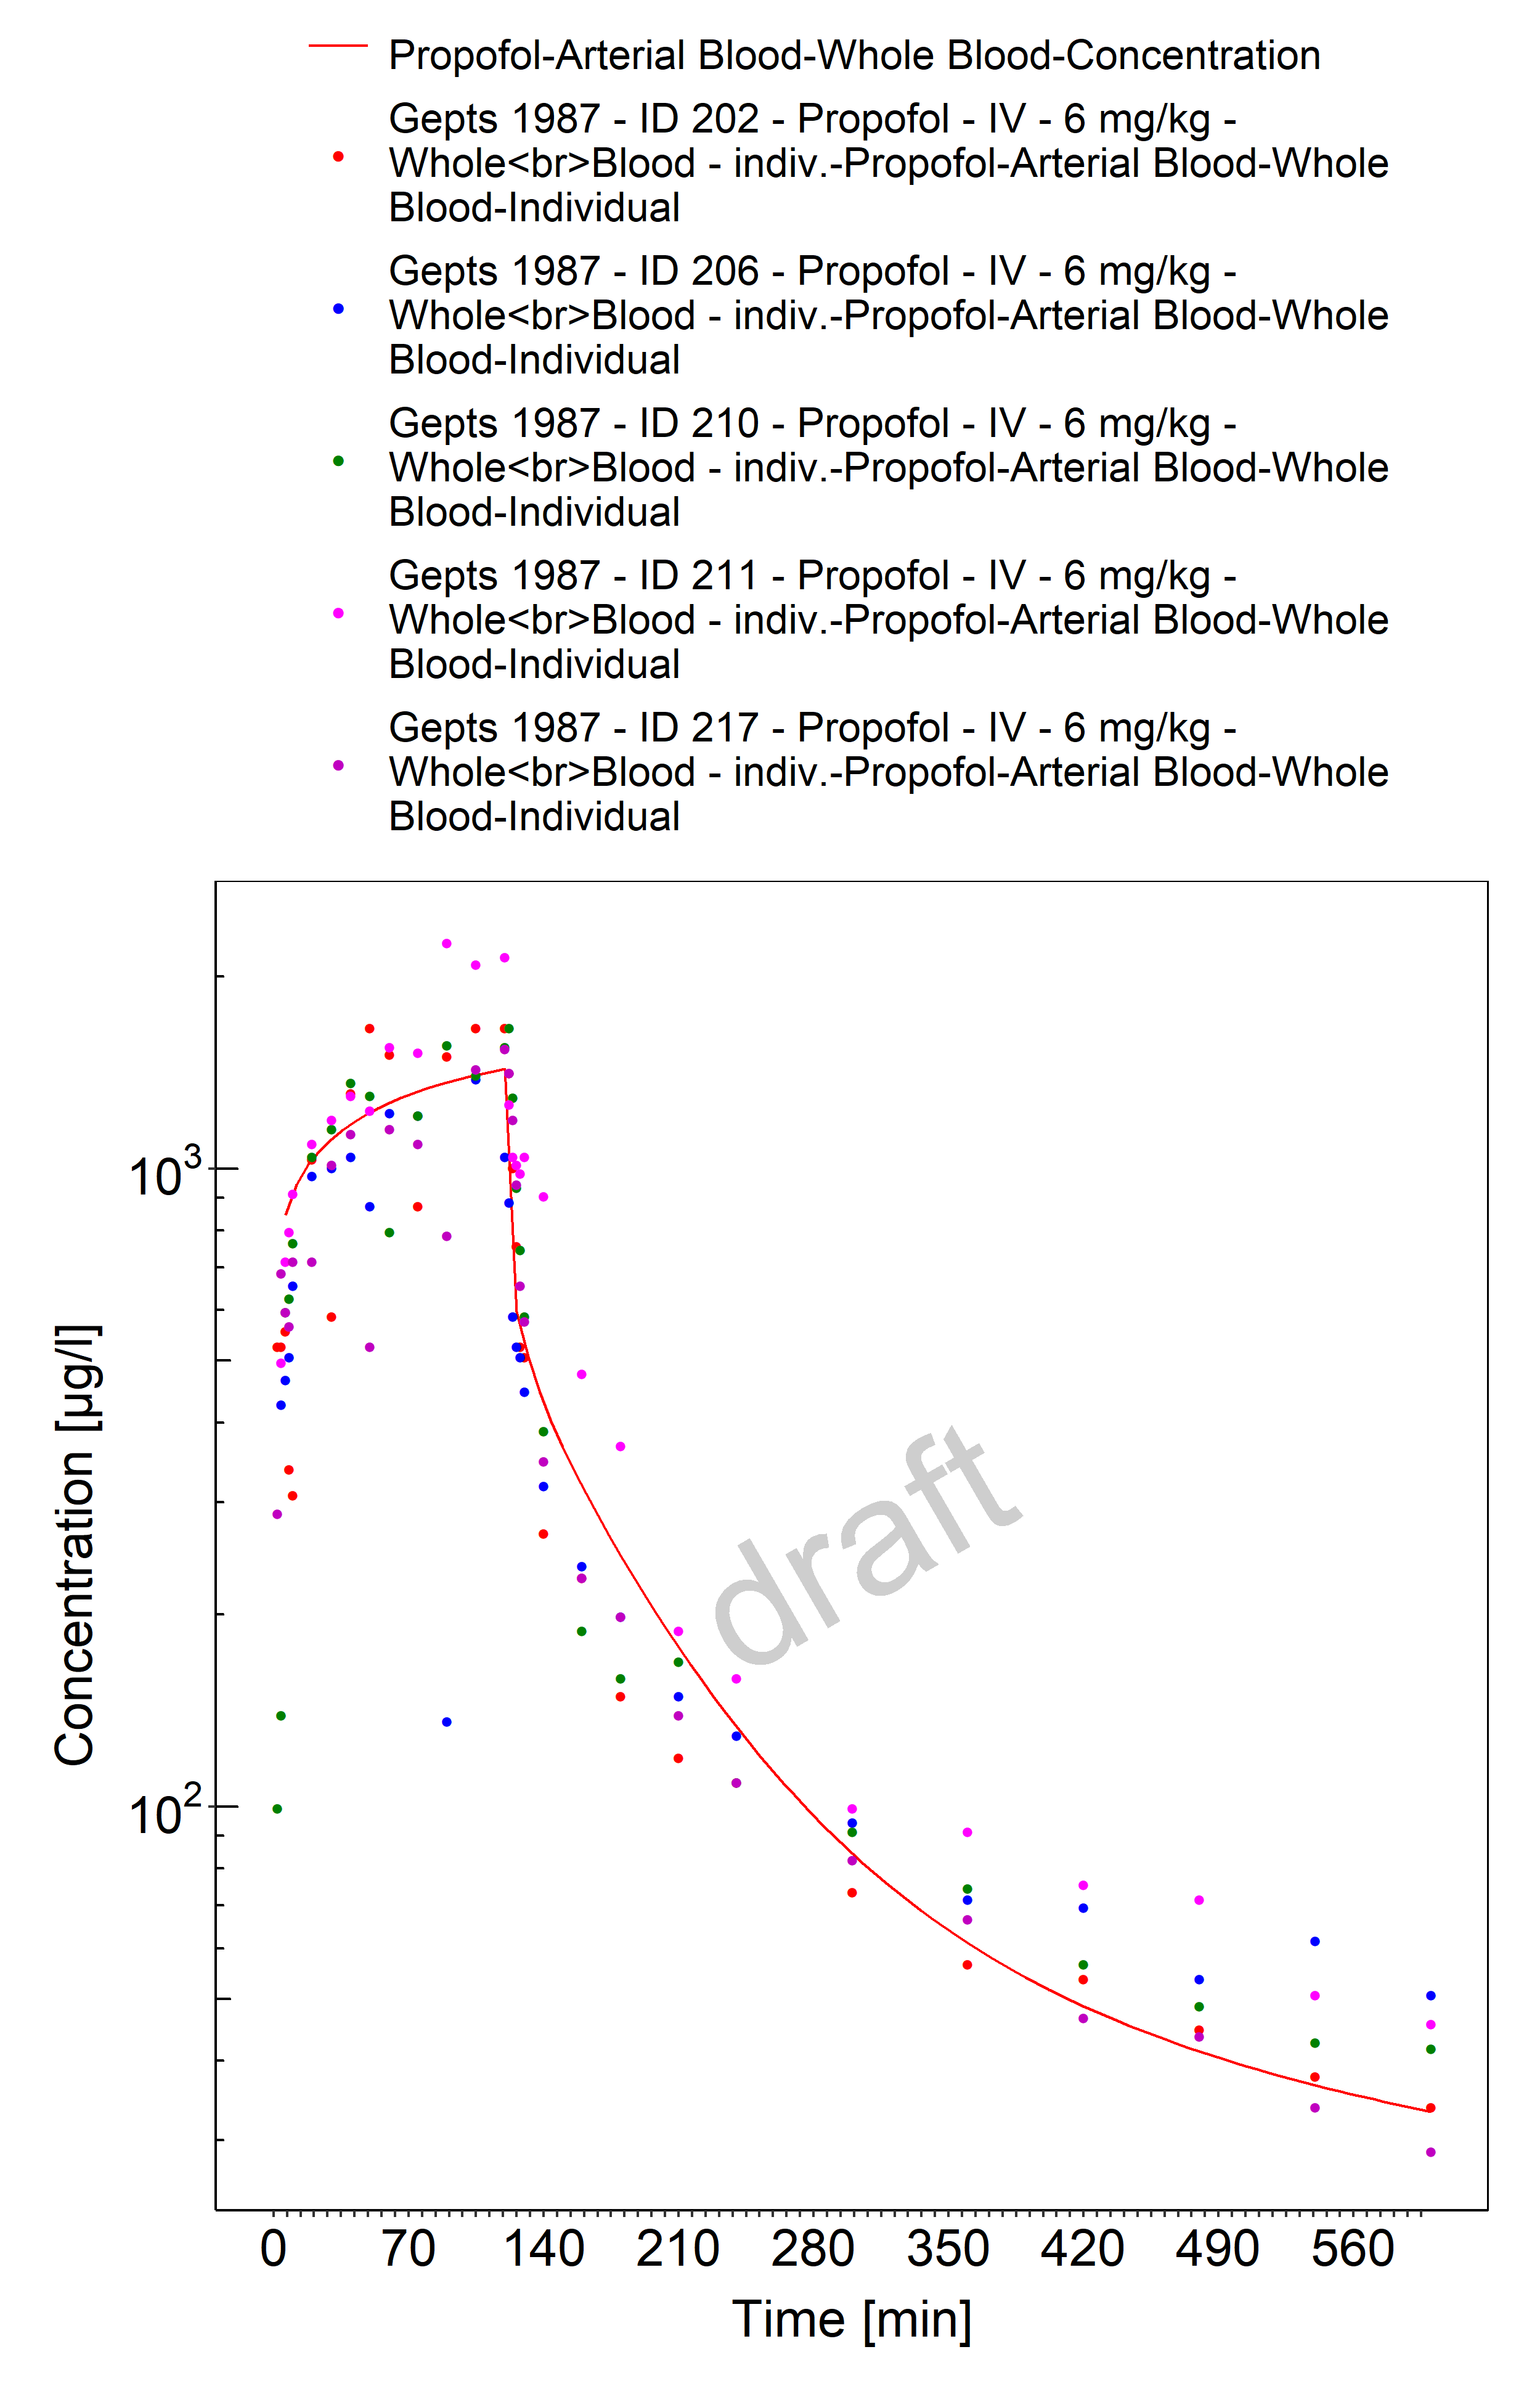 Propofol-Arterial Blood-Whole Blood-Concentration
Gepts 1987 - ID 202 - Propofol - IV - 6 mg/kg -
Whole<br>Blood - indiv.-Propofol-Arterial Blood-Whole
Blood-Individual
Gepts 1987 - ID 206 - Propofol - IV - 6 mg/kg -
Whole<br>Blood - indiv.-Propofol-Arterial Blood-Whole
Blood-Individual
Gepts 1987 - ID 210 - Propofol - IV - 6 mg/kg -
Whole<br>Blood - indiv.-Propofol-Arterial Blood-Whole
Blood-Individual
Gepts 1987 - ID 211 - Propofol - IV - 6 mg/kg -
Whole<br>Blood - indiv.-Propofol-Arterial Blood-Whole
Blood-Individual
Gepts 1987 - ID 217 - Propofol - IV - 6 mg/kg -
Whole<br>Blood - indiv.-Propofol-Arterial Blood-Whole
Blood-Individual
Concentration [µg/l]
10³
10²
draft
0 70 140 210 280 350 420 490 560
Time [min]